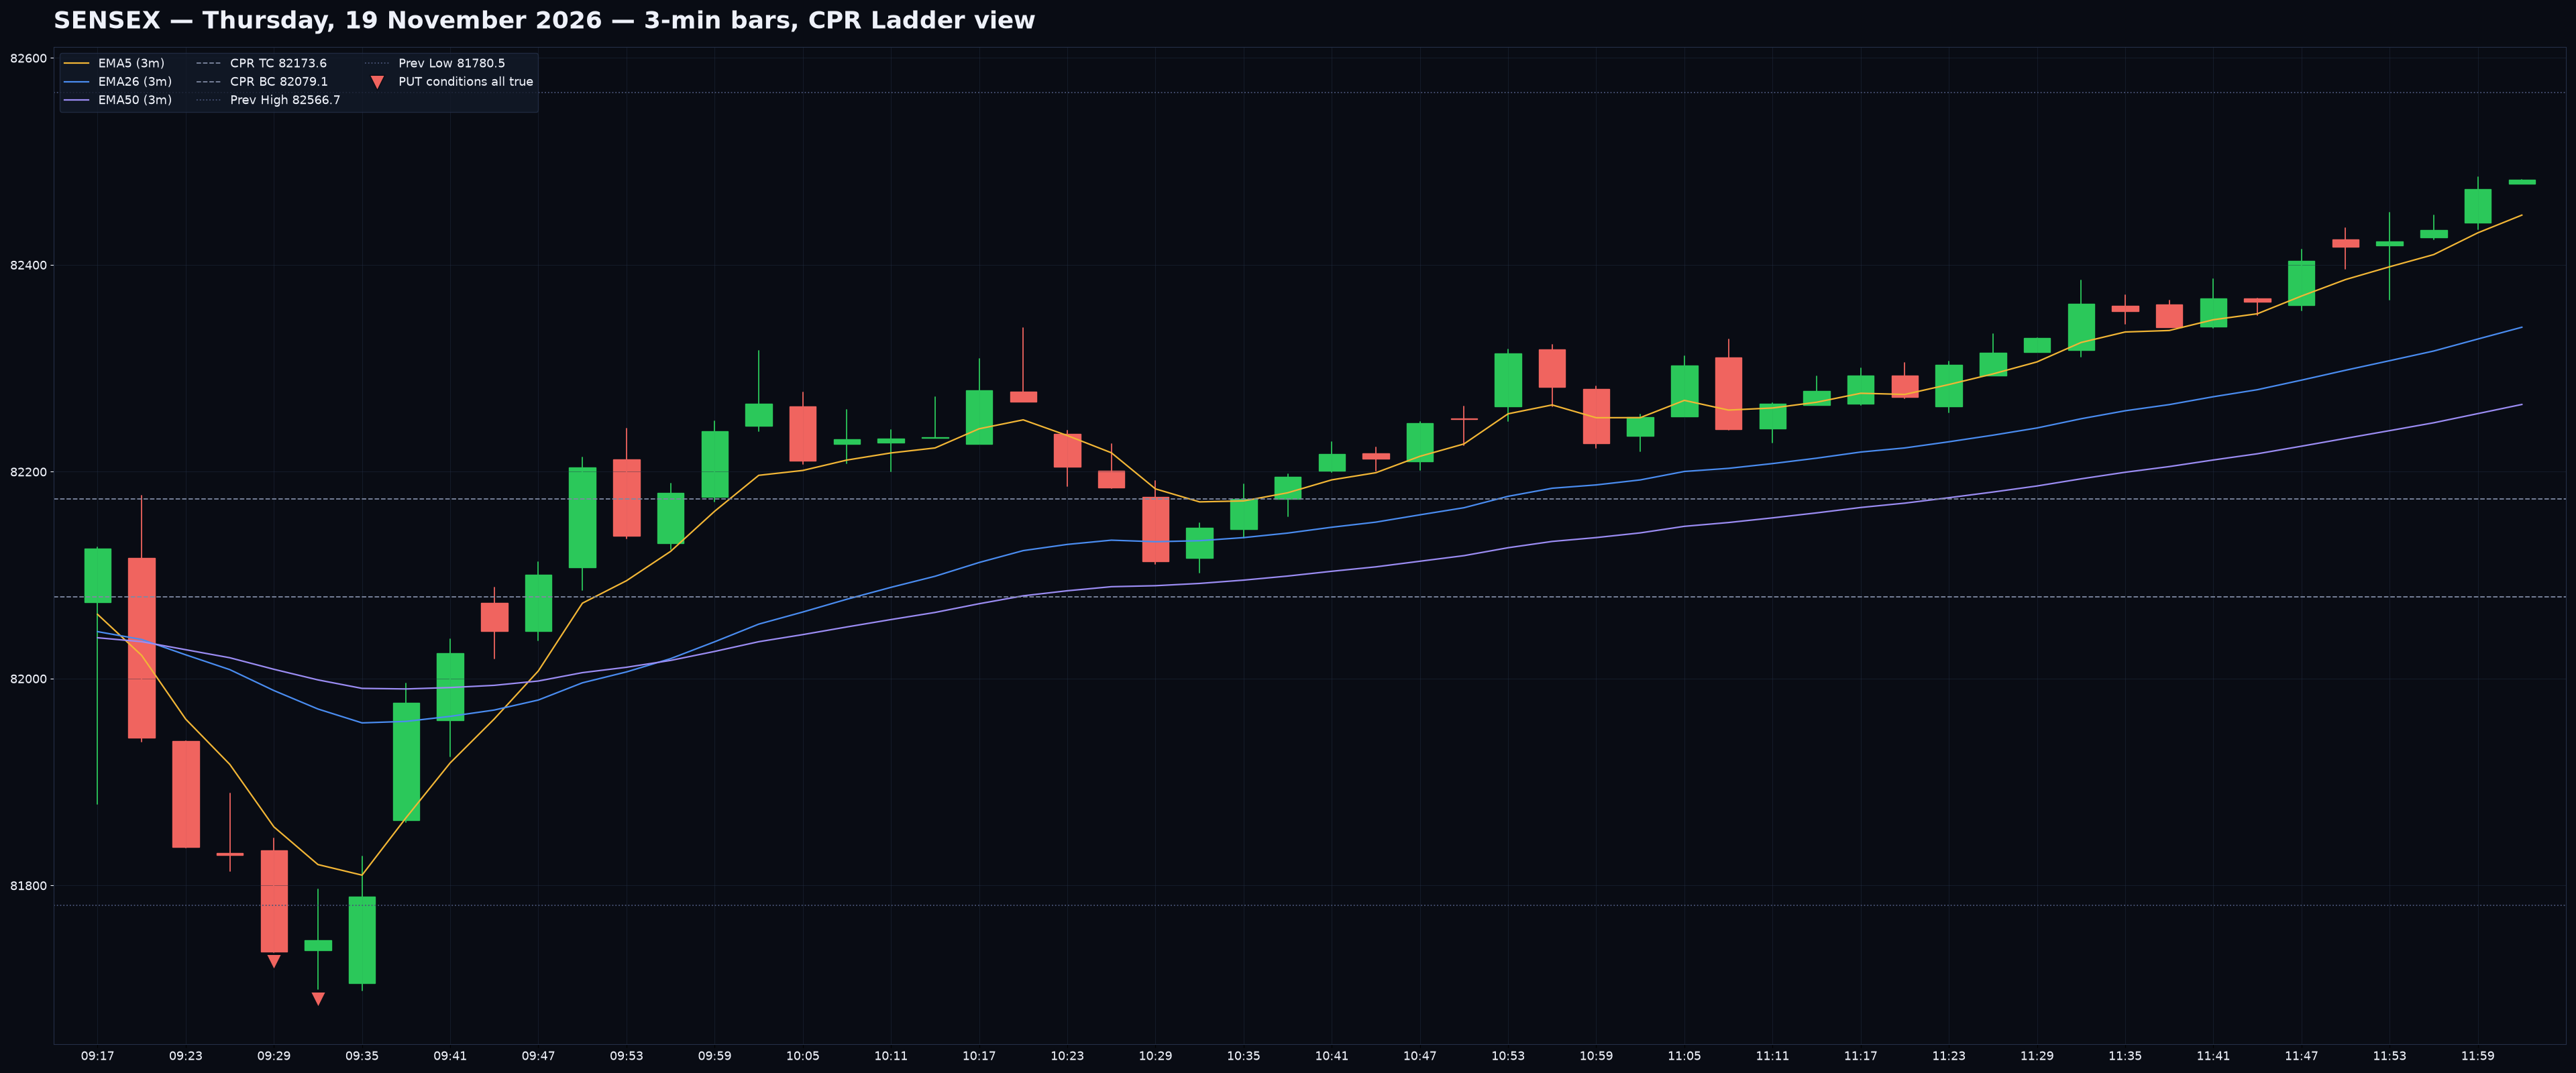 SENSEX — Thursday, 19 November 2026 — 3-min bars, CPR Ladder view
EMA5 (3m)
EMA26 (3m)
EMA50 (3m)
CPR TC 82173.6
CPR BC 82079.1
Prev High 82566.7
Prev Low 81780.5
PUT conditions all true
82600
82400
82200
82000
81800
09:17 09:23 09:29 09:35 09:41 09:47 09:53 09:59 10:05 10:11 10:17 10:23 10:29 10:35 10:41 10:47 10:53 10:59 11:05 11:11 11:17 11:23 11:29 11:35 11:41 11:47 11:53 11:59